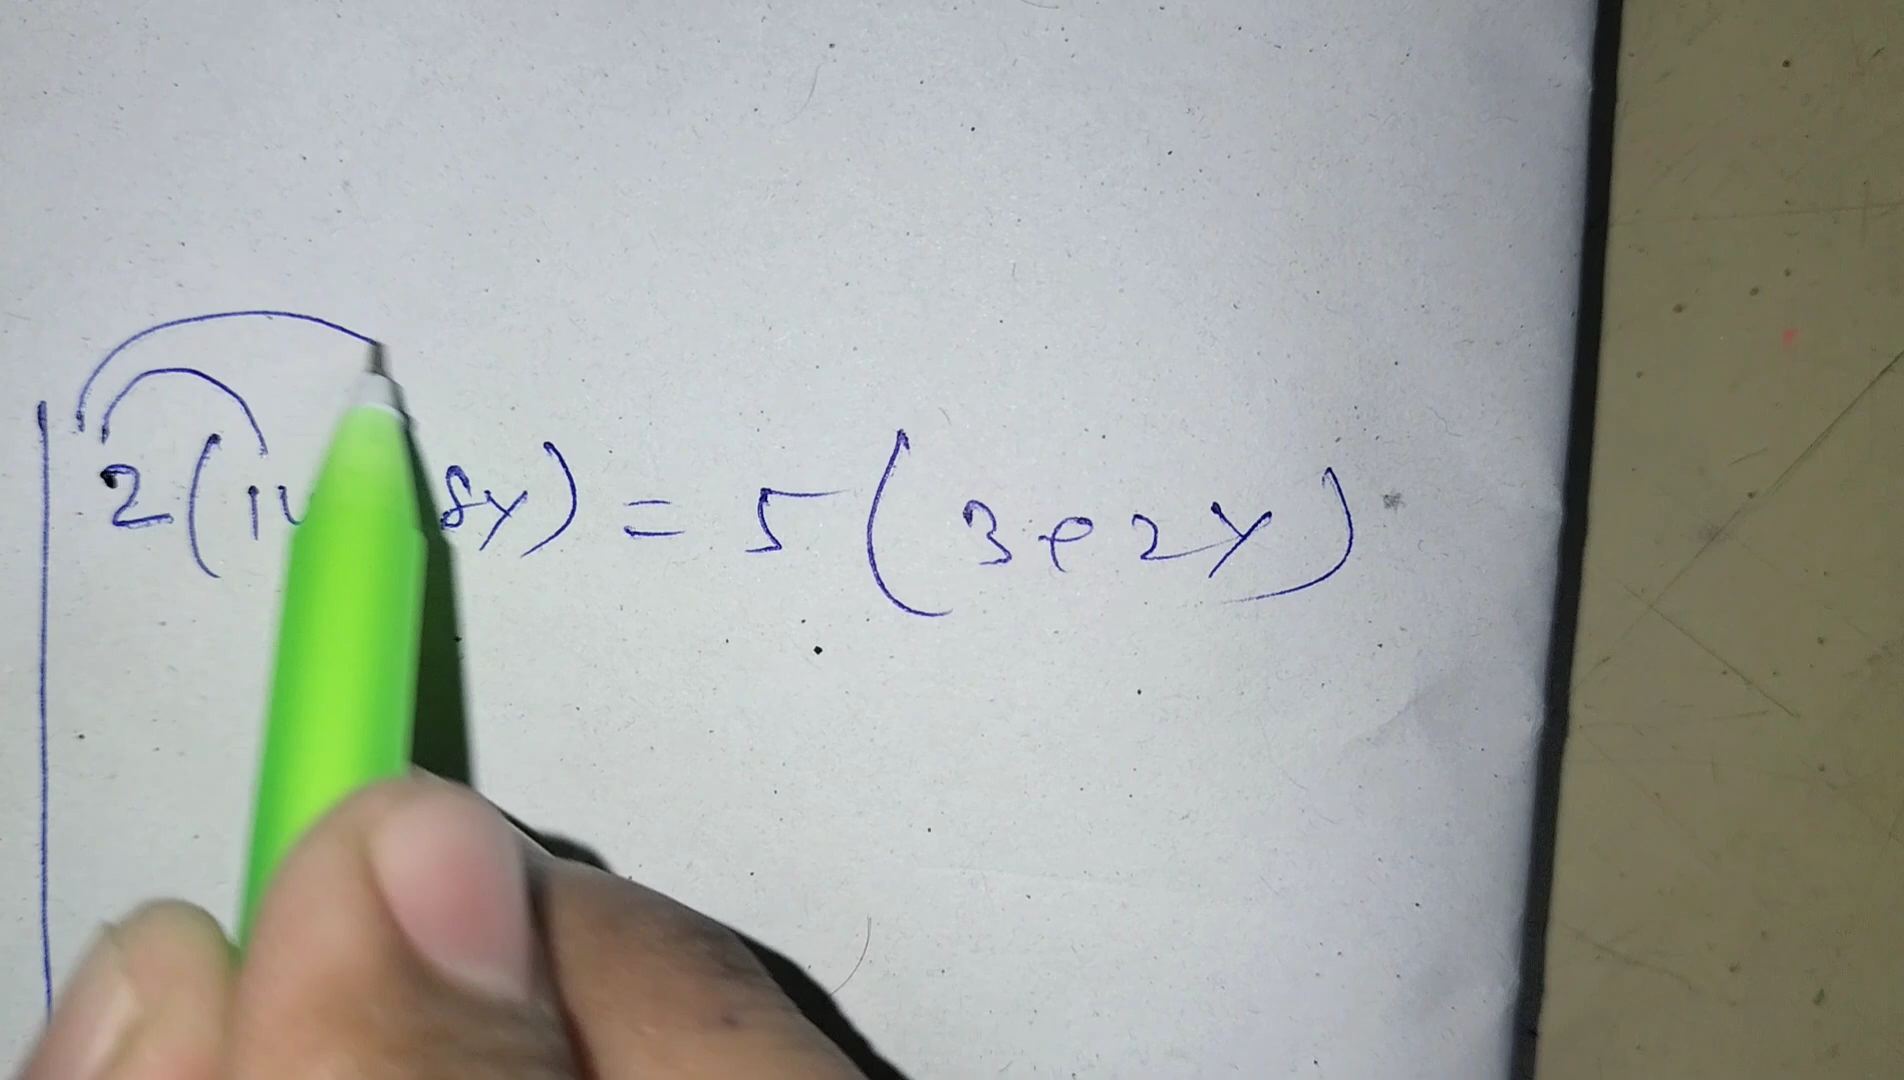 2(1 8y) = 5(3e2y)